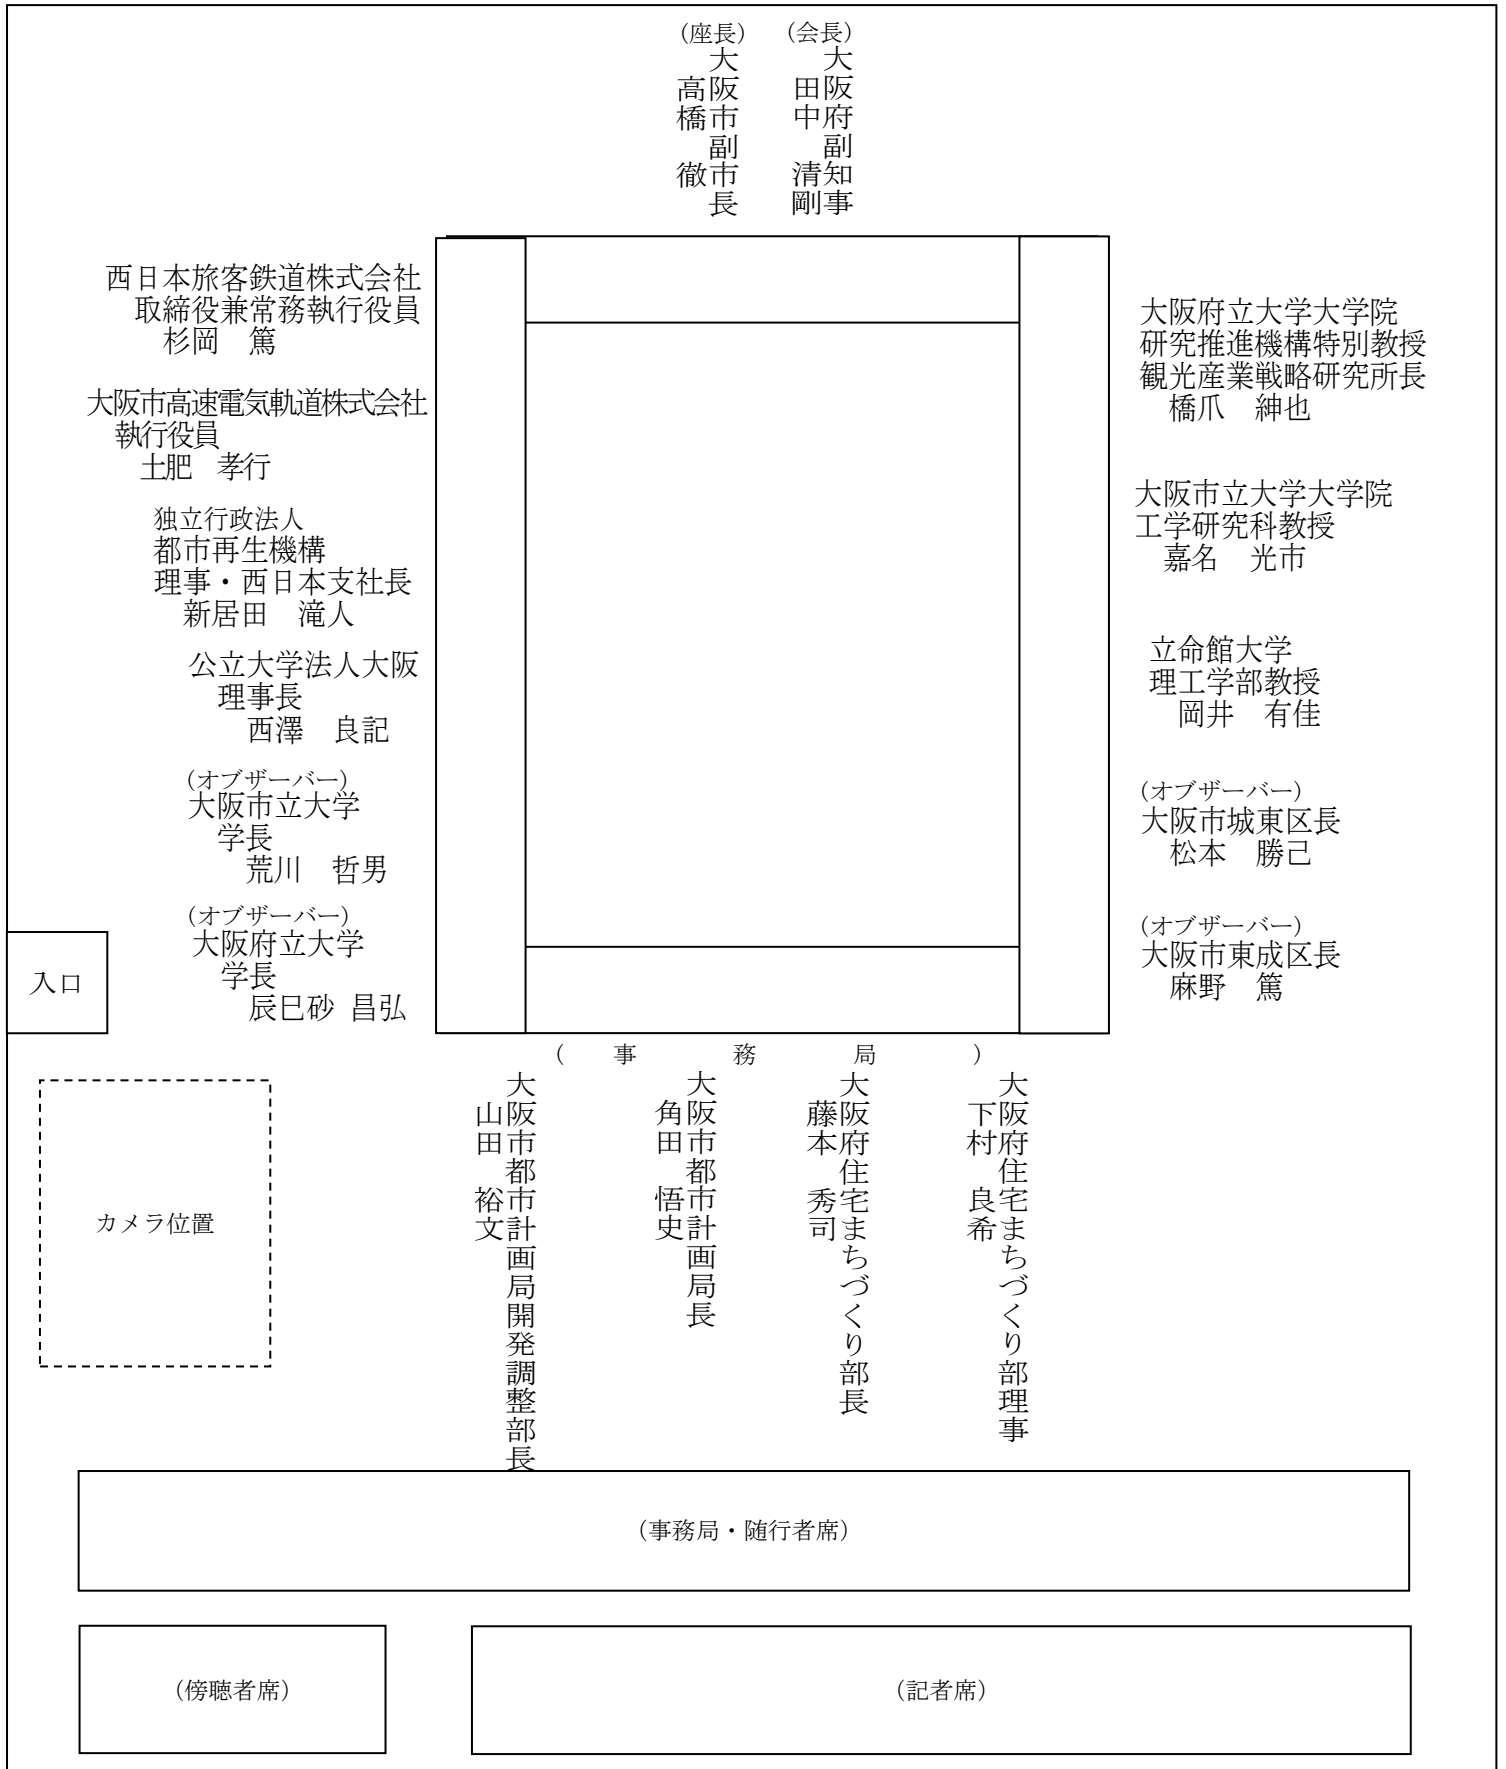 （会長）
大阪府副知事
田中　清剛
（座長）
大阪市副市長
高橋　徹
西日本旅客鉄道株式会社
取締役兼常務執行役員
杉岡　篤
大阪市高速電気軌道株式会社
執行役員
土肥　孝行
独立行政法人
都市再生機構
理事・西日本支社長
新居田　滝人
公立大学法人大阪
理事長
西澤　良記
（オブザーバー）
大阪市立大学
学長
荒川　哲男
（オブザーバー）
大阪府立大学
学長
辰巳砂 昌弘
大阪府立大学大学院
研究推進機構特別教授
観光産業戦略研究所長
橋爪　紳也
大阪市立大学大学院
工学研究科教授
嘉名　光市
立命館大学
理工学部教授
岡井　有佳
（オブザーバー）
大阪市城東区長
松本　勝己
（オブザーバー）
大阪市東成区長
麻野　篤
入口
（　事　務　局　）
大阪府住宅まちづくり部理事
下村　良希
大阪府住宅まちづくり部長
藤本　秀司
大阪市都市計画局長
角田　悟史
大阪市都市計画局開発調整部長
山田　裕文
カメラ位置
（事務局・随行者席）
（傍聴者席）
（記者席）